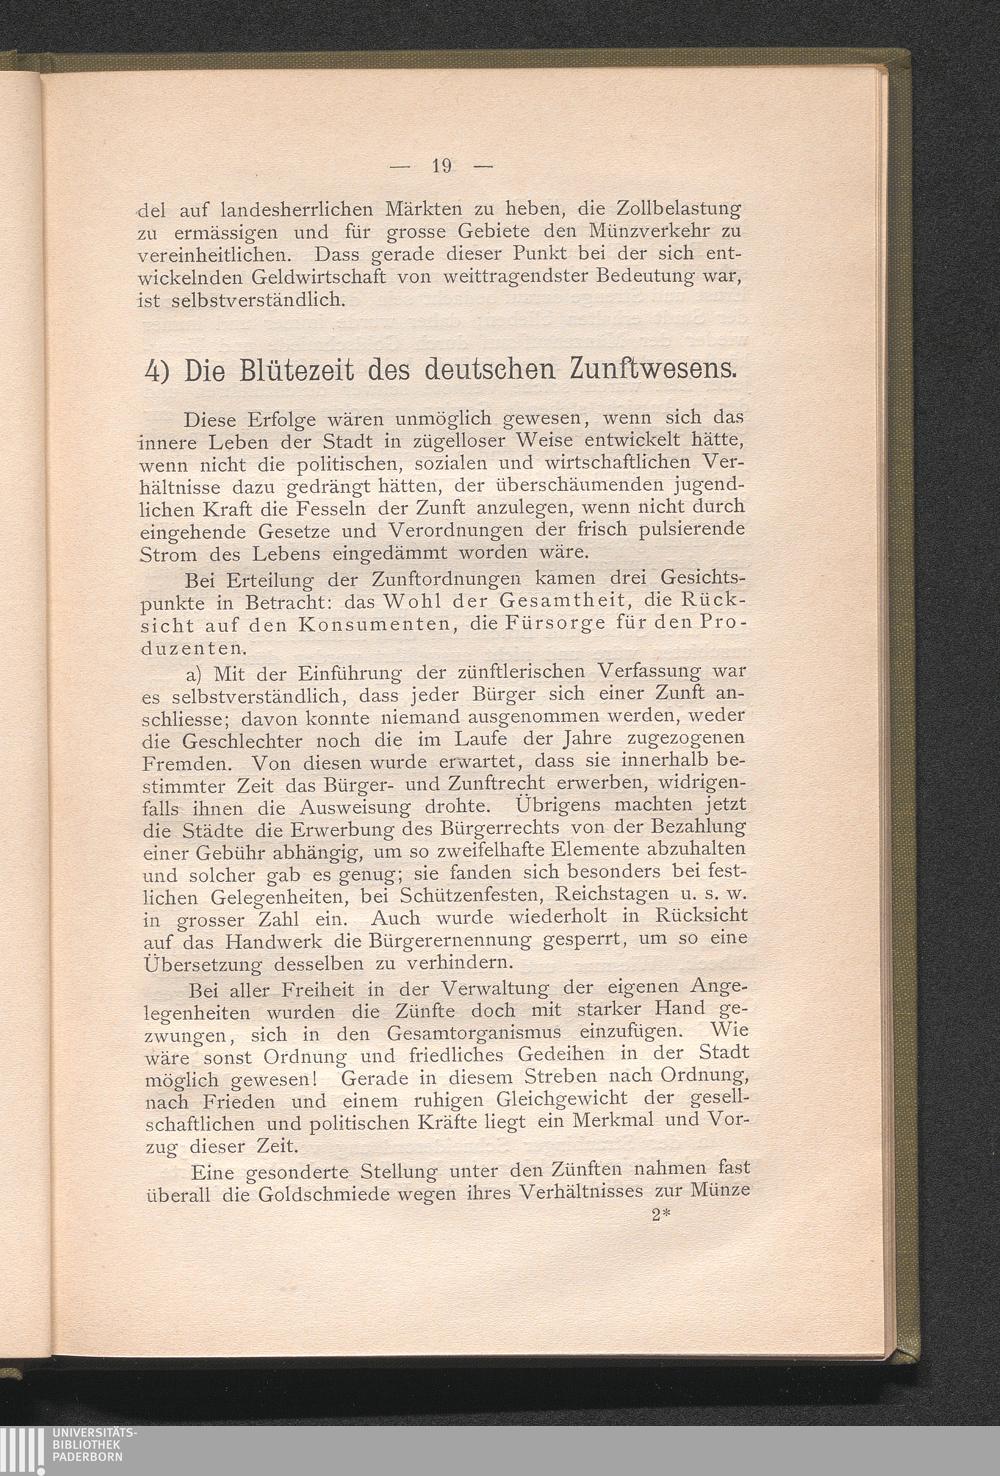 — 19 —
del auf landesherrlichen Märkten zu heben, die Zollbelastung
zu ermässigen und für grosse Gebiete den Münzverkehr zu
vereinheitlichen. Dass gerade dieser Punkt bei der sich ent-
wickelnden Geldwirtschaft von weittragendster Bedeutung war,
ist selbstverständlich.
4) Die Blütezeit des deutschen Zunftwesens.
Diese Erfolge wären unmöglich gewesen, wenn sich das
innere Leben der Stadt in zügelloser Weise entwickelt hätte,
wenn nicht die politischen, sozialen und wirtschaftlichen Ver-
hältnisse dazu gedrängt hätten, der überschäumenden jugend-
lichen Kraft die Fesseln der Zunft anzulegen, wenn nicht durch
eingehende Gesetze und Verordnungen der frisch pulsierende
Strom des Lebens eingedämmt worden wäre.
Bei Erteilung der Zunftordnungen kamen drei Gesichts-
punkte in Betracht: das Wohl der Gesamtheit, die Rück-
sicht auf den Konsumenten, die Fürsorge für den Pro-
duzenten.
a) Mit der Einführung der zünftlerischen Verfassung war
es selbstverständlich, dass jeder Bürger sich einer Zunft an-
schliesse; davon konnte niemand ausgenommen werden, weder
die Geschlechter noch die im Laufe der Jahre zugezogenen
Fremden. Von diesen wurde erwartet, dass sie innerhalb be-
stimmter Zeit das Bürger- und Zunftrecht erwerben, widrigen-
falls ihnen die Ausweisung drohte. Übrigens machten jetzt
die Städte die Erwerbung des Bürgerrechts von der Bezahlung
einer Gebühr abhängig, um so zweifelhafte Elemente abzuhalten
und solcher gab es genug; sie fanden sich besonders bei fest-
lichen Gelegenheiten, bei Schützenfesten, Reichstagen u. s. w.
in grosser Zahl ein. Auch wurde wiederholt in Rücksicht
auf das Handwerk die Bürgerernennung gesperrt, um so eine
Übersetzung desselben zu verhindern.
Bei aller Freiheit in der Verwaltung der eigenen Ange-
legenheiten wurden die Zünfte doch mit starker Hand ge-
zwungen, sich in den Gesamtorganismus einzufügen. Wie
wäre sonst Ordnung und friedliches Gedeihen in der Stadt
möglich gewesen! Gerade in diesem Streben nach Ordnung,
nach Frieden und einem ruhigen Gleichgewicht der gesell-
schaftlichen und politischen Kräfte liegt ein Merkmal und Vor-
zug dieser Zeit.
Eine gesonderte Stellung unter den Zünften nahmen fast
überall die Goldschmiede wegen ihres Verhältnisses zur Münze
2*
UNIVERSITÄTS-
BIBLIOTHEK
PADERBORN